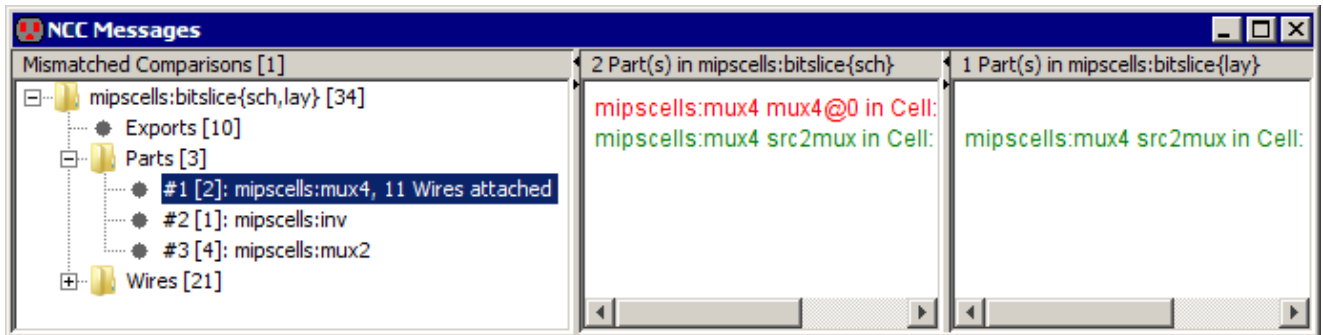 NCC Messages
Mismatched Comparisons [1]
mipscells:bitslice{sch,lay} [34]
Exports [10]
Parts [3]
#1 [2]: mipscells:mux4, 11 Wires attached
#2 [1]: mipscells:inv
#3 [4]: mipscells:mux2
Wires [21]
2 Part(s) in mipscells:bitslice{sch}
mipscells:mux4 mux4@0 in Cell:
mipscells:mux4 src2mux in Cell:
1 Part(s) in mipscells:bitslice{lay}
mipscells:mux4 src2mux in Cell: